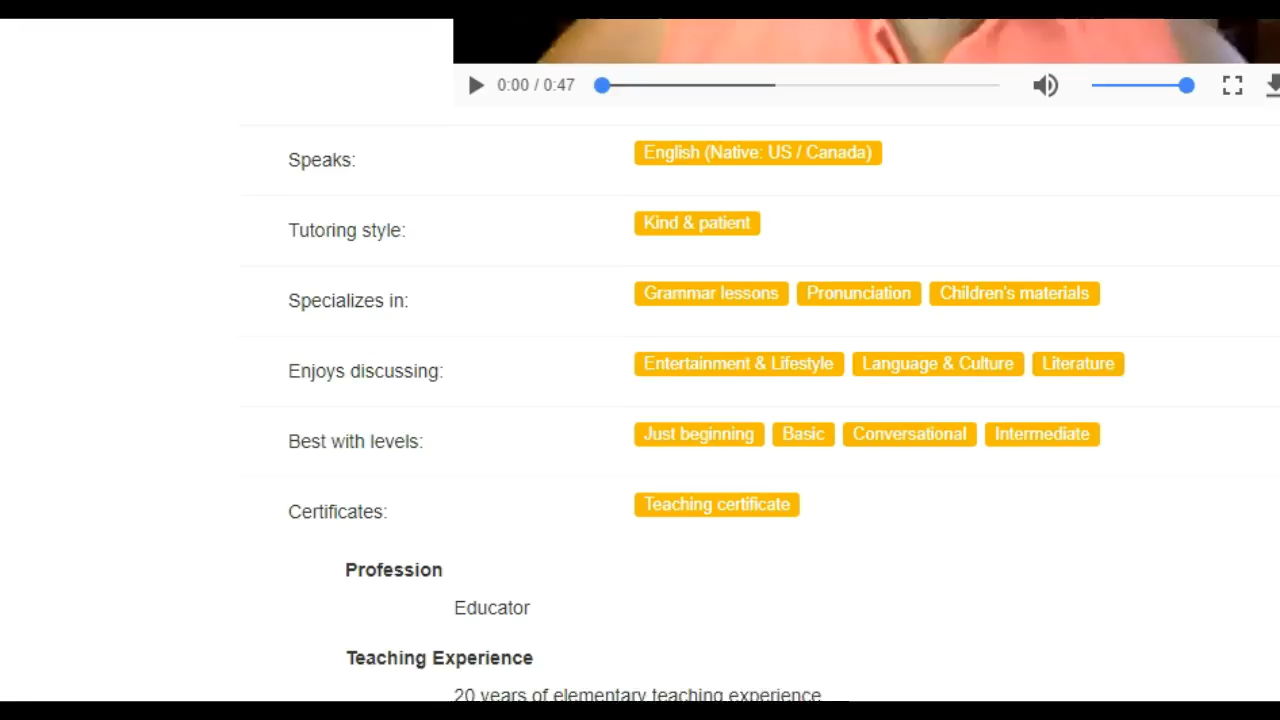 0:00 / 0:47
Speaks: English (Native: US / Canada)
Tutoring style: Kind & patient
Specializes in: Grammar lessons Pronunciation Children's materials
Enjoys discussing: Entertainment & Lifestyle Language & Culture Literature
Best with levels: Just beginning Basic Conversational Intermediate
Certificates: Teaching certificate
Profession
Educator
Teaching Experience
20 years of elementary teaching experience